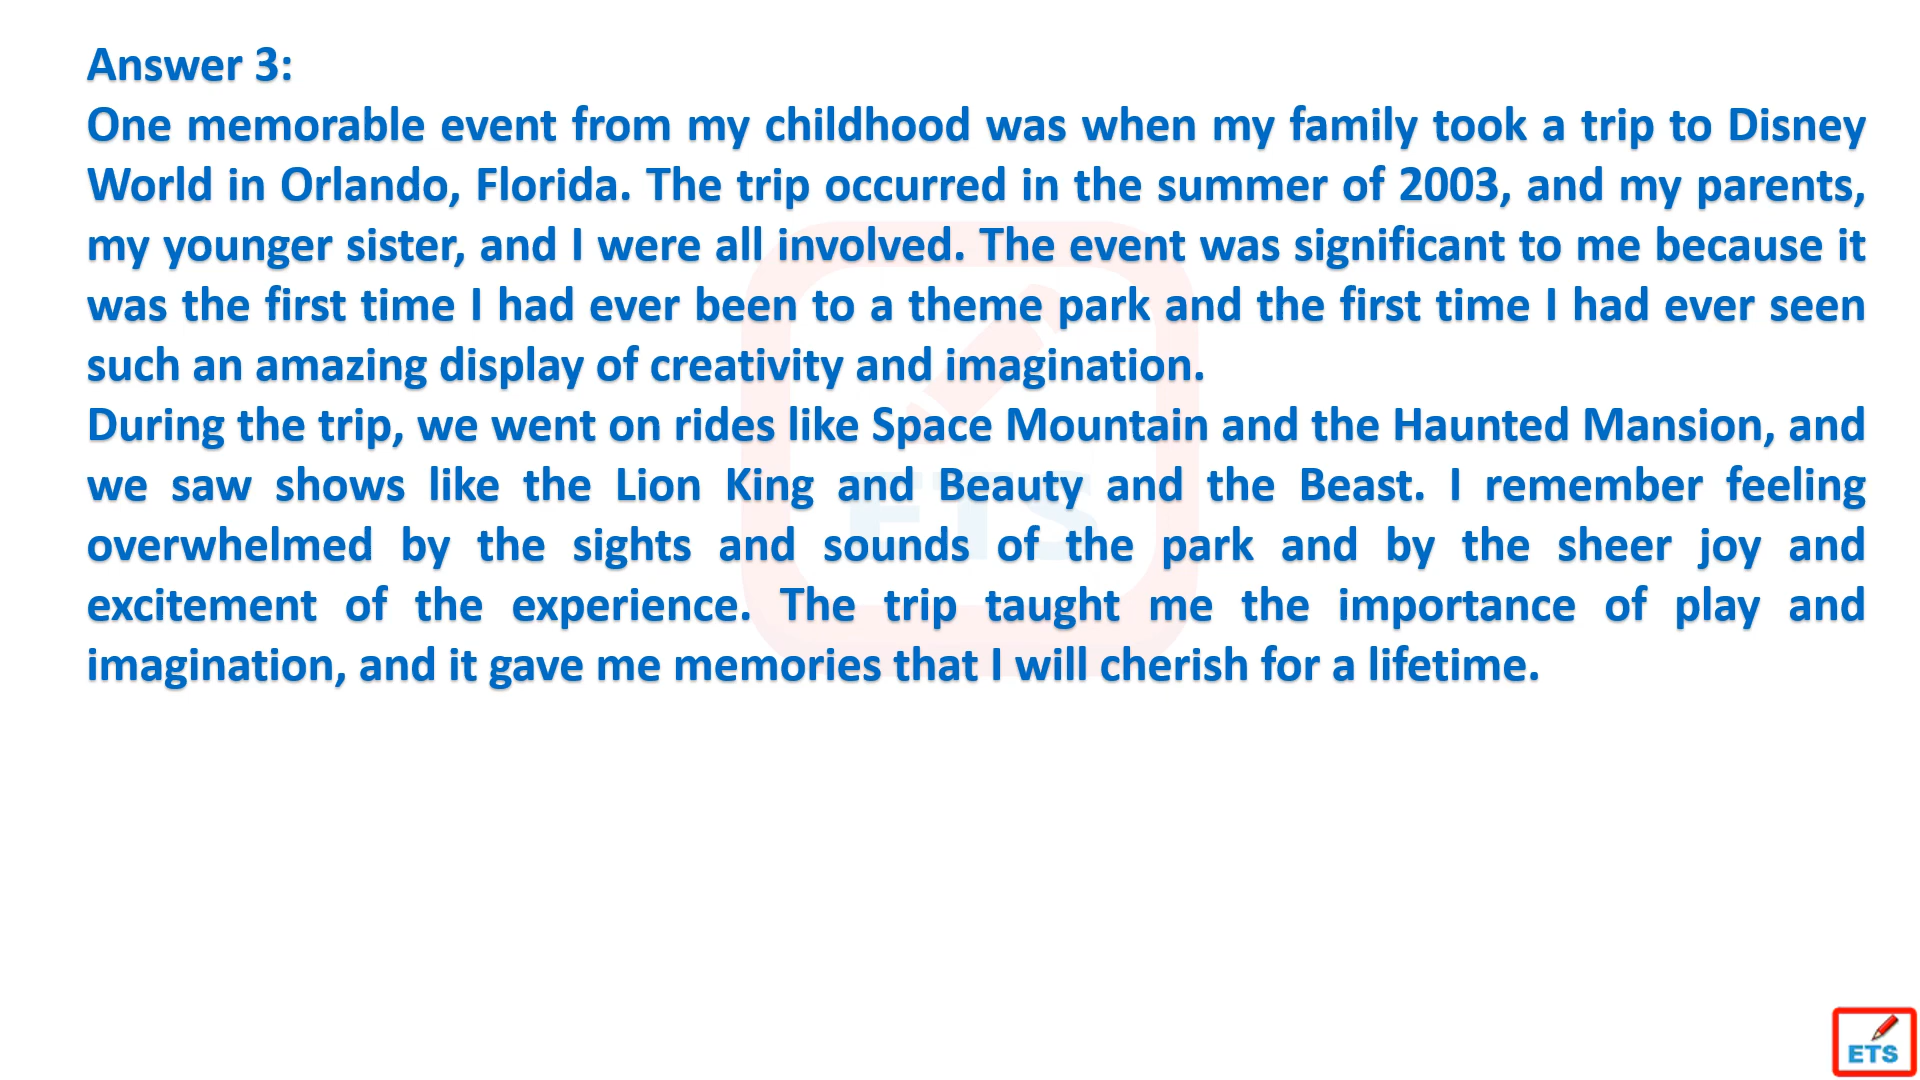 Answer 3:
One memorable event from my childhood was when my family took a trip to Disney
World in Orlando, Florida. The trip occurred in the summer of 2003, and my parents,
my younger sister, and I were all involved. The event was significant to me because it
was the first time I had ever been to a theme park and the first time I had ever seen
such an amazing display of creativity and imagination.
During the trip, we went on rides like Space Mountain and the Haunted Mansion, and
we saw shows like the Lion King and Beauty and the Beast. I remember feeling
overwhelmed by the sights and sounds of the park and by the sheer joy and
excitement of the experience. The trip taught me the importance of play and
imagination, and it gave me memories that I will cherish for a lifetime.
ETS
ETS